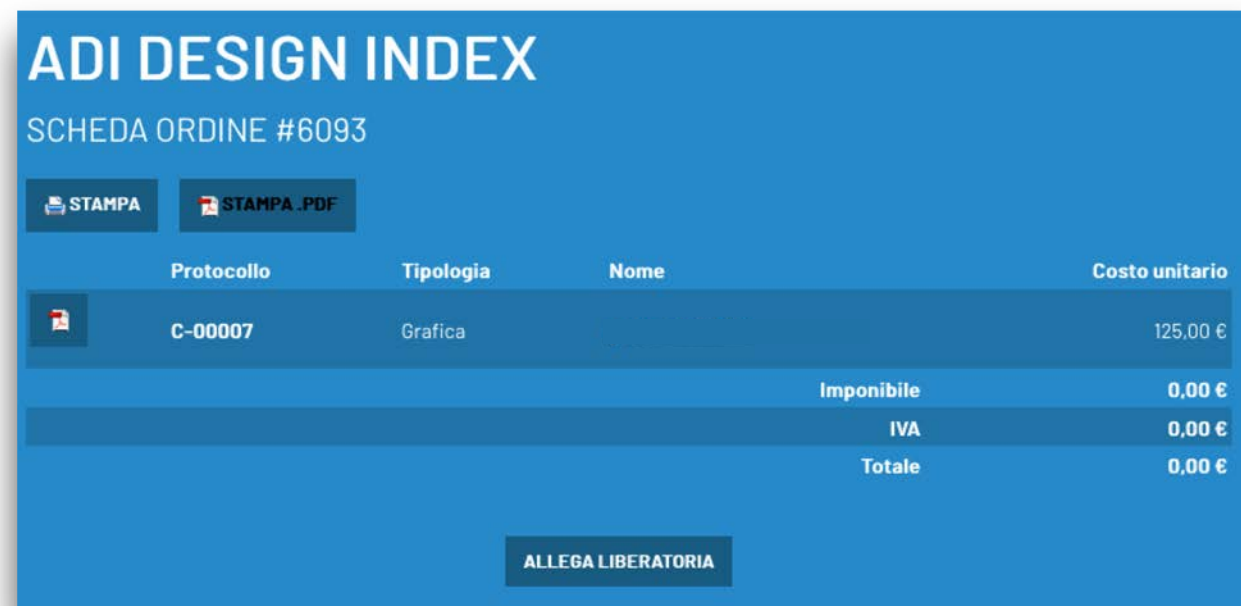 ADI DESIGN INDEX
SCHEDA ORDINE #6093
STAMPA STAMPA .PDF
Protocollo Tipologia Nome Costo unitario
C-00007 Grafica 125,00 €
Imponibile 0,00 €
IVA 0,00 €
Totale 0,00 €
ALLEGA LIBERATORIA